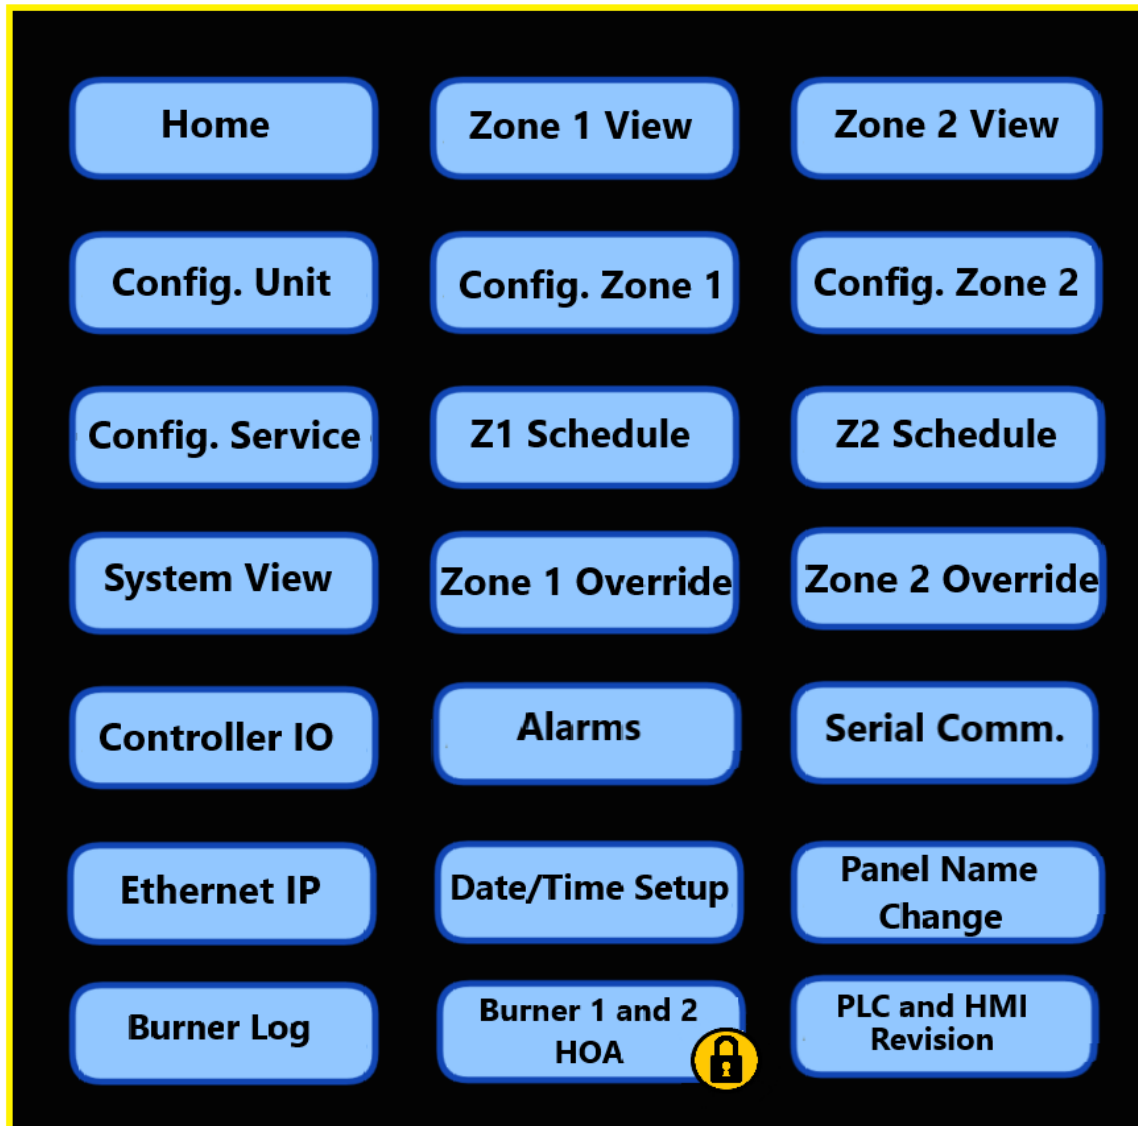 Home
Zone 1 View
Zone 2 View
Config. Unit
Config. Zone 1
Config. Zone 2
Config. Service
Z1 Schedule
Z2 Schedule
System View
Zone 1 Override
Zone 2 Override
Controller IO
Alarms
Serial Comm.
Ethernet IP
Date/Time Setup
Panel Name
Change
Burner Log
Burner 1 and 2
HOA
PLC and HMI
Revision